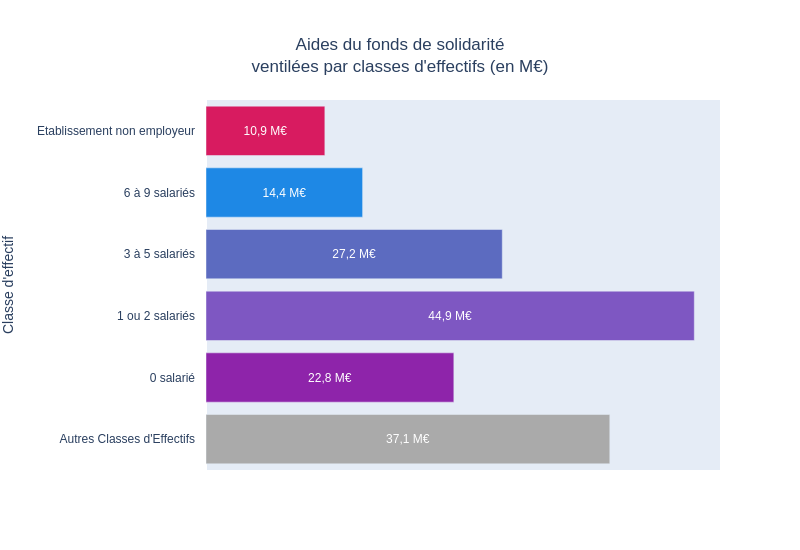 Aides du fonds de solidarité
ventilées par classes d'effectifs (en M€)
Classe d'effectif
Etablissement non employeur
10,9 M€
6 à 9 salariés
14,4 M€
3 à 5 salariés
27,2 M€
1 ou 2 salariés
44,9 M€
0 salarié
22,8 M€
Autres Classes d'Effectifs
37,1 M€